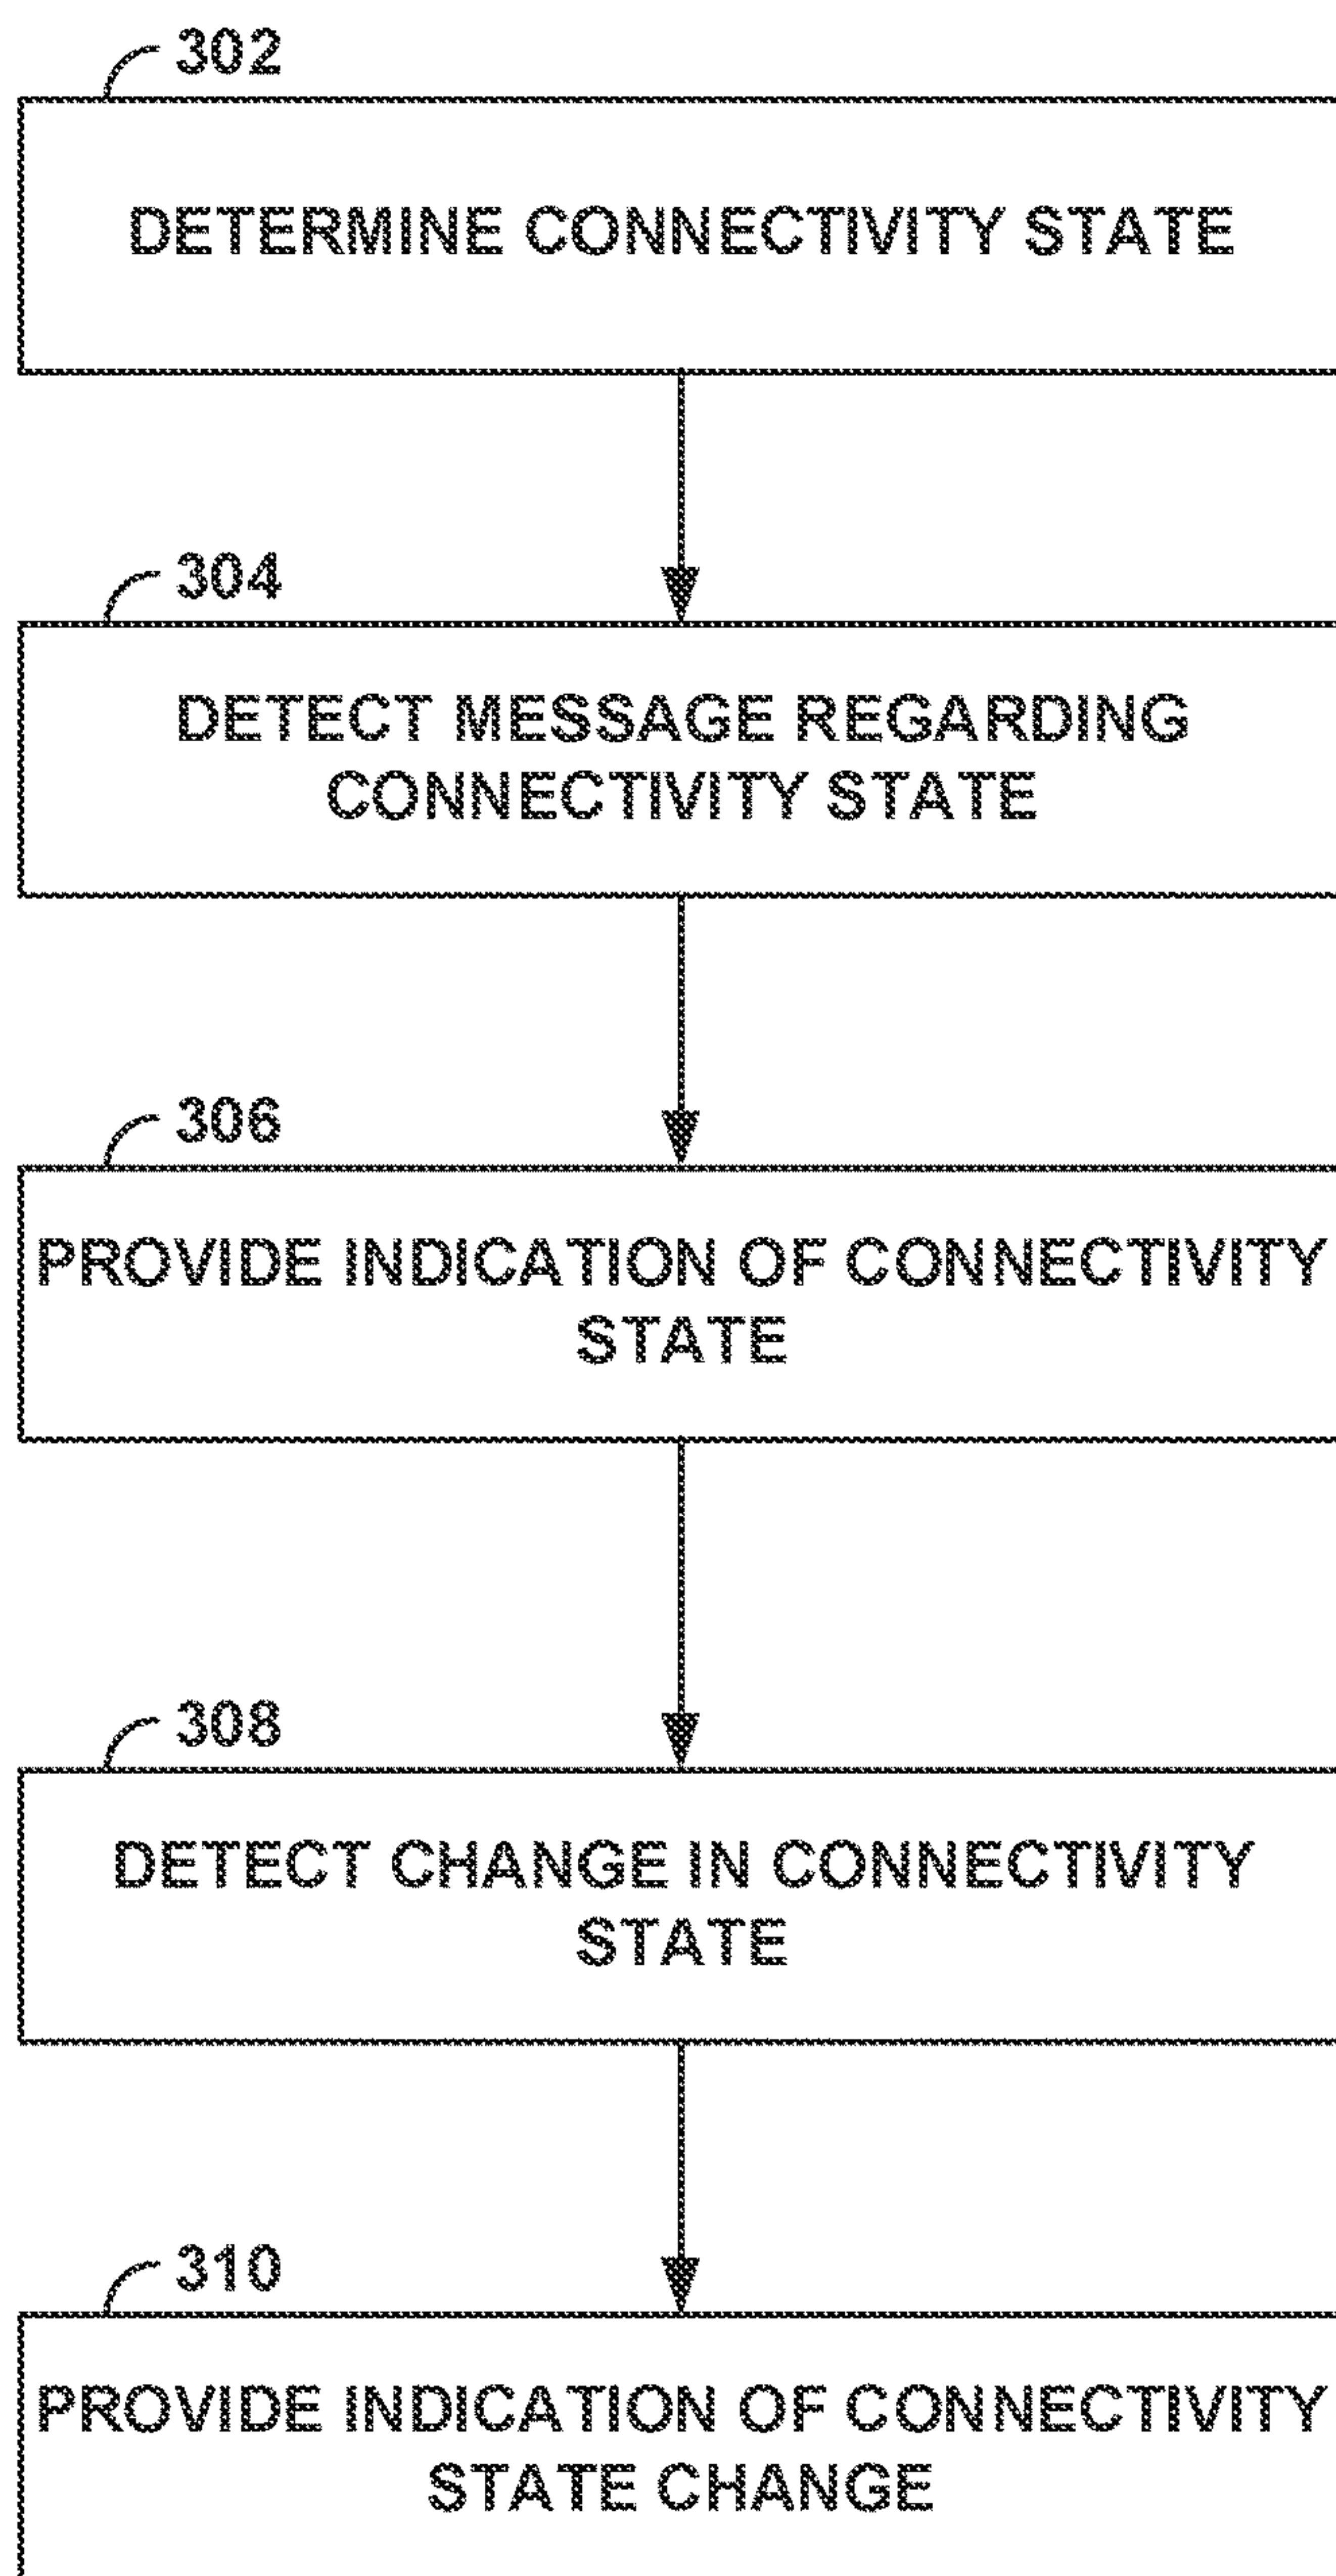 302
DETERMINE CONNECTIVITY STATE
304
DETECT MESSAGE REGARDING
CONNECTIVITY STATE
306
PROVIDE INDICATION OF CONNECTIVITY
STATE
308
DETECT CHANGE IN CONNECTIVITY
STATE
310
PROVIDE INDICATION OF CONNECTIVITY
STATE CHANGE